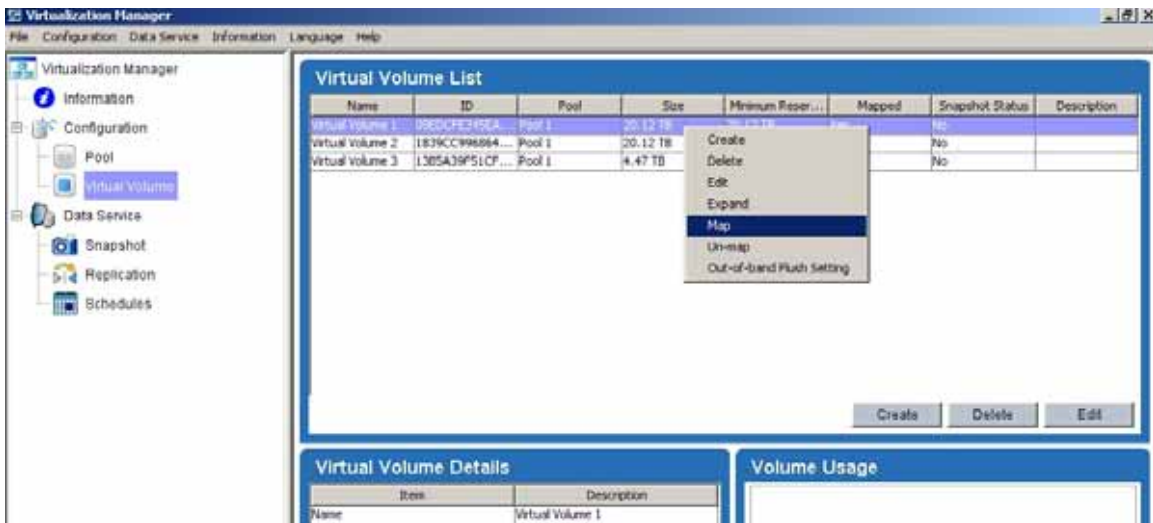 Virtualization Manager
File Configuration Data Service Information Language Help
Virtualization Manager
Information
Configuration
Pool
Virtual Volume
Data Service
Snapshot
Replication
Schedules
Virtual Volume List
Name ID Pool Size Minimum Reser... Mapped Snapshot Status Description
Virtual Volume 1 Pool 1 20.12 TB No
Virtual Volume 2 1839CC996864... Pool 1 20.12 TB No
Virtual Volume 3 1385A39F51CF... Pool 1 4.47 TB No
Create
Delete
Edit
Expand
Map
Un-map
Out-of-band Flush Setting
Create Delete Edit
Virtual Volume Details
Item Description
Name Virtual Volume 1
Volume Usage